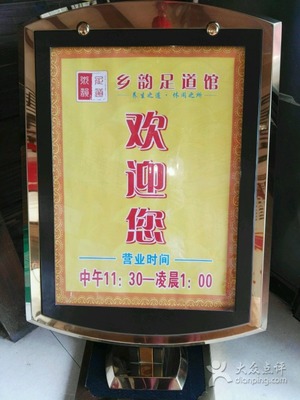 乡韵足道馆
养生之道·休闲之所
欢
迎
您
营业时间
中午11：30—凌晨1：00
大众点评
dianping.com